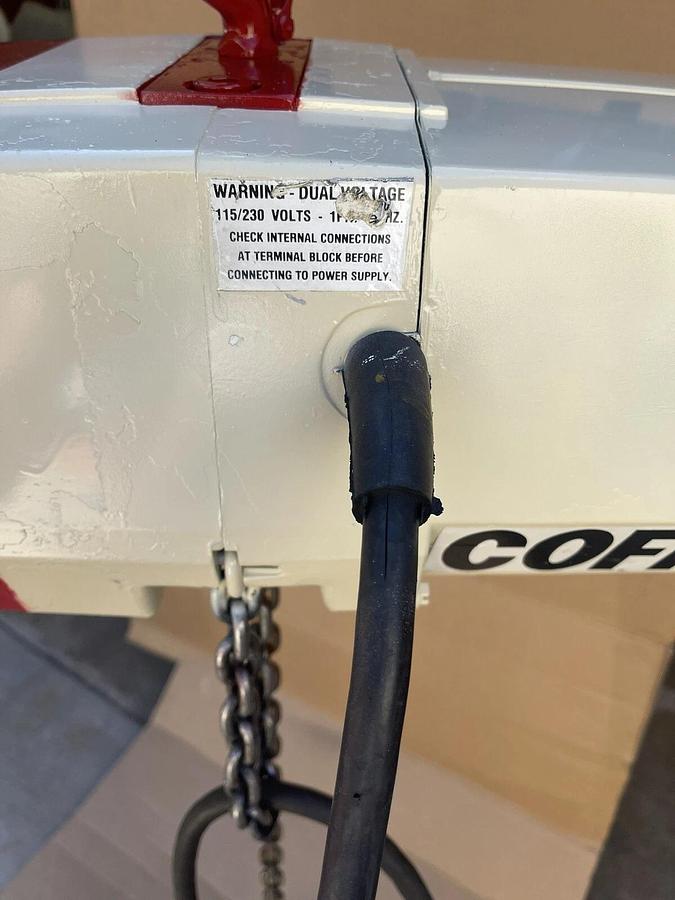 WARNING - DUAL VOLTAGE
115/230 VOLTS - HZ.
CHECK INTERNAL CONNECTIONS
AT TERMINAL BLOCK BEFORE
CONNECTING TO POWER SUPPLY.
COF